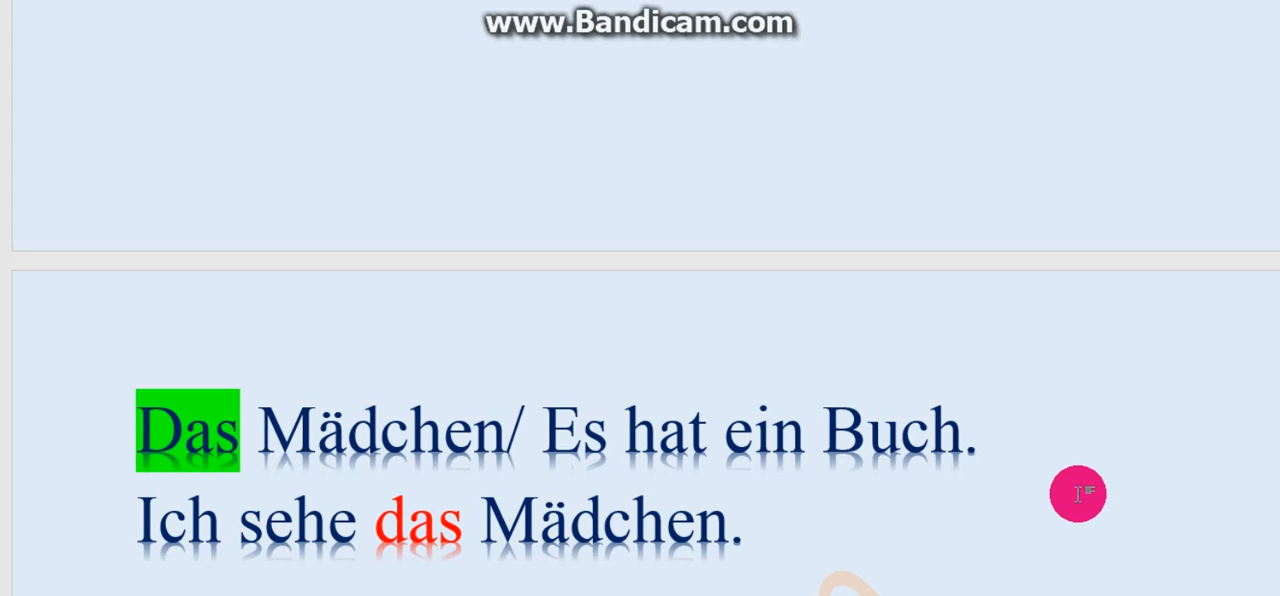 www.Bandicam.com
Das Mädchen/ Es hat ein Buch.
Ich sehe das Mädchen.